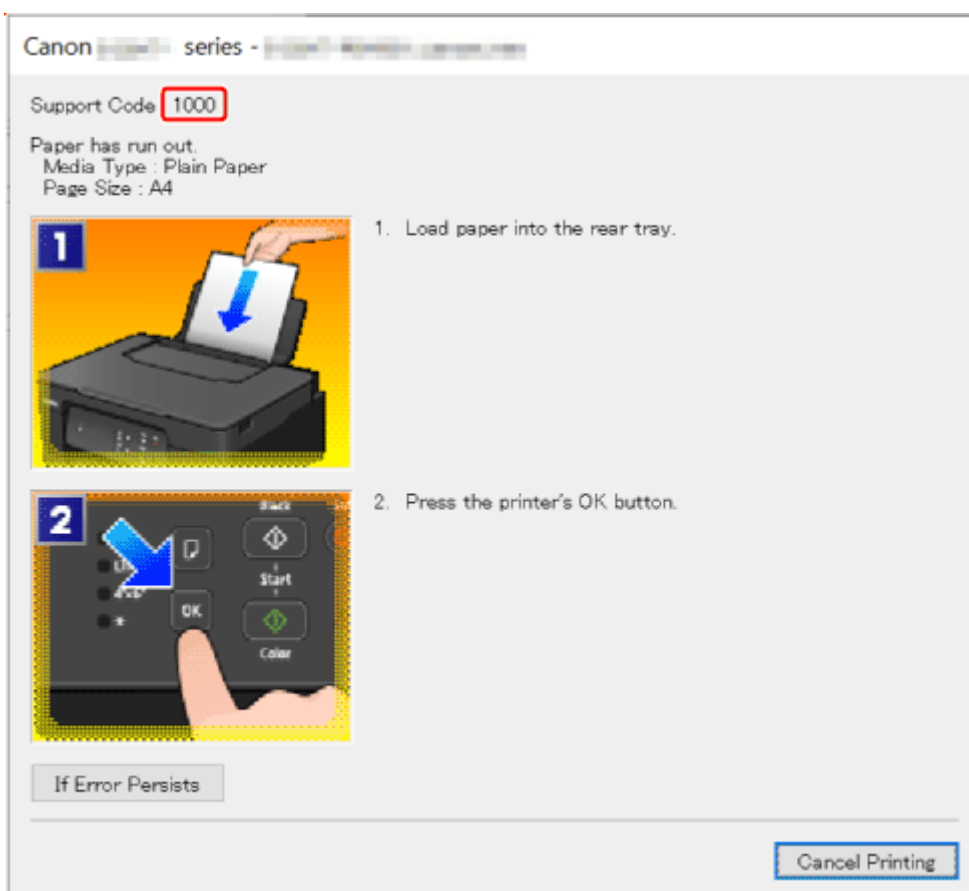 Canon series -
Support Code 1000
Paper has run out.
Media Type : Plain Paper
Page Size : A4
1
1. Load paper into the rear tray.
2
2. Press the printer's OK button.
Black
Start
OK
Color
If Error Persists
Cancel Printing